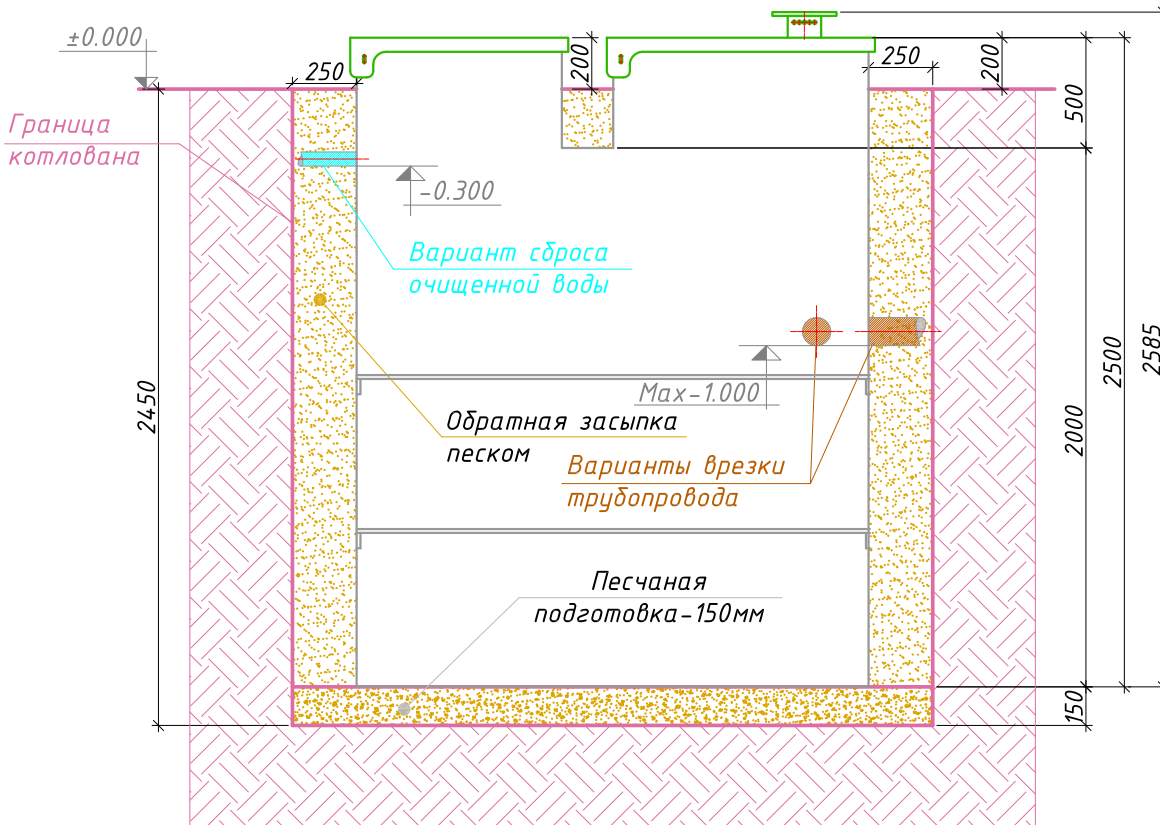 ±0.000
250
200
250
200
500
Граница
котлована
-0.300
Вариант сброса
очищенной воды
2450
Max-1.000
Обратная засыпка
песком
Варианты врезки
трубопровода
2000
2500
2585
Песчаная
подготовка-150мм
150